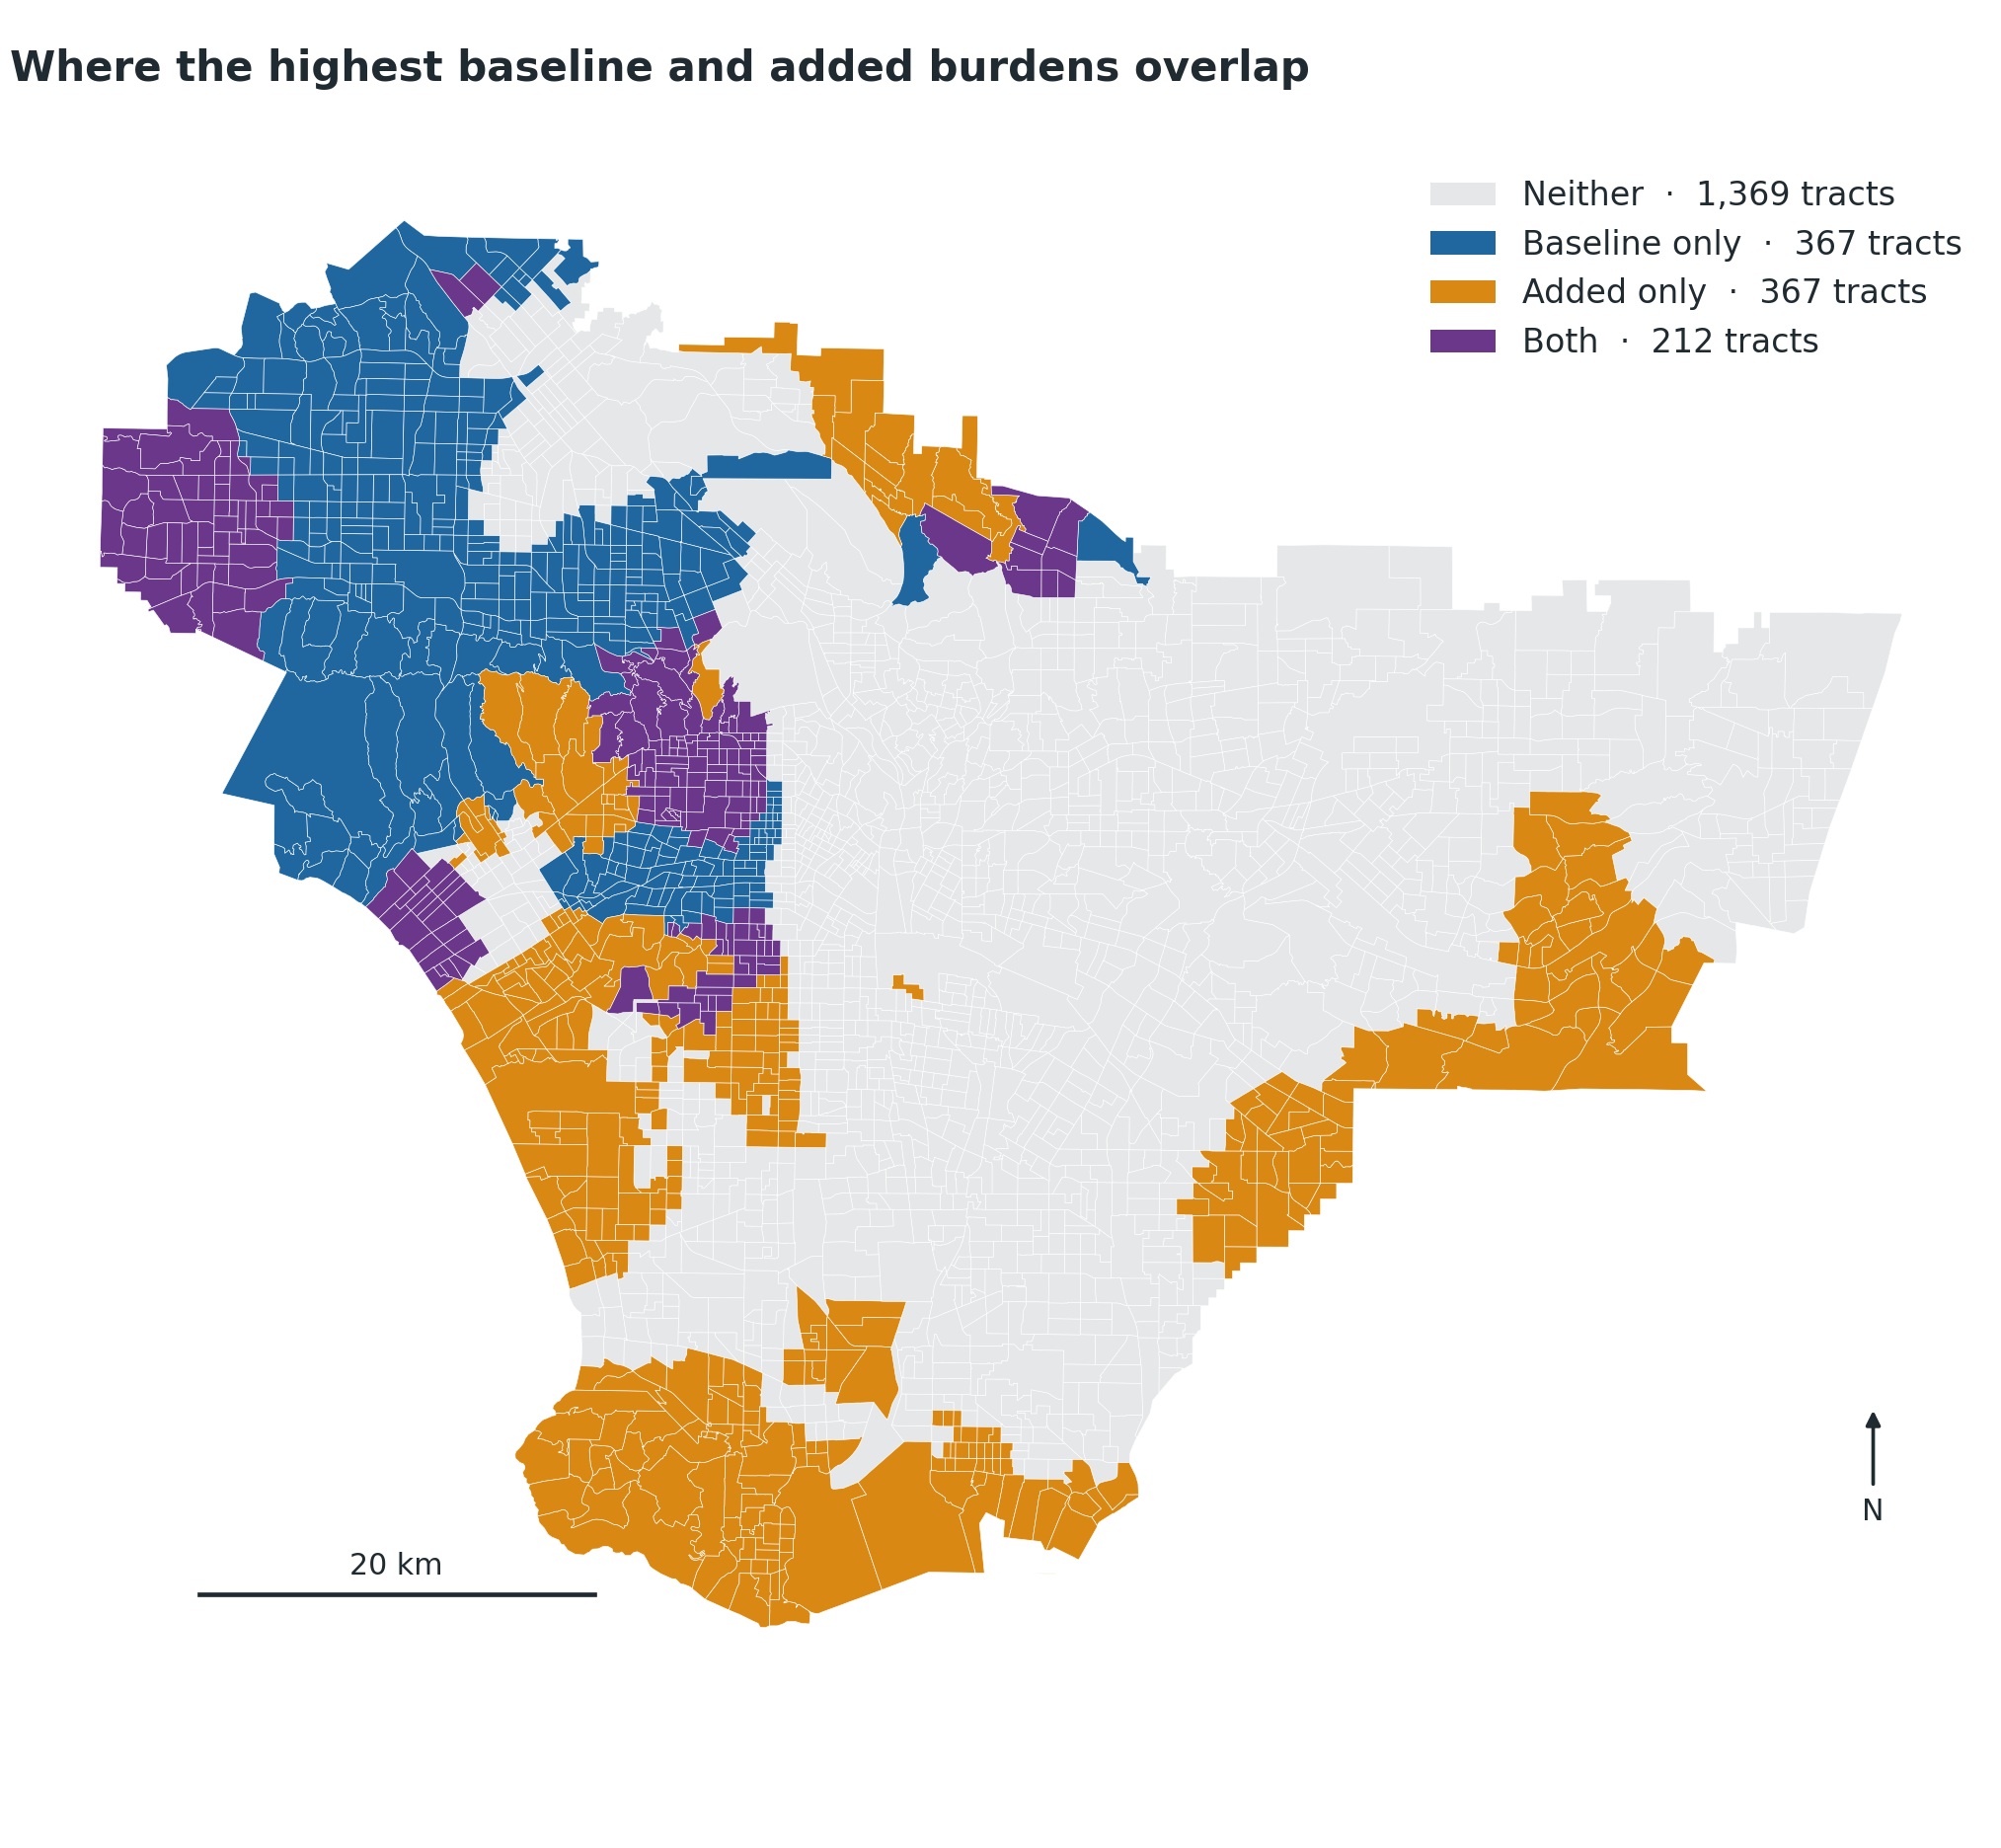 Where the highest baseline and added burdens overlap
Neither · 1,369 tracts
Baseline only · 367 tracts
Added only · 367 tracts
Both · 212 tracts
N
20 km